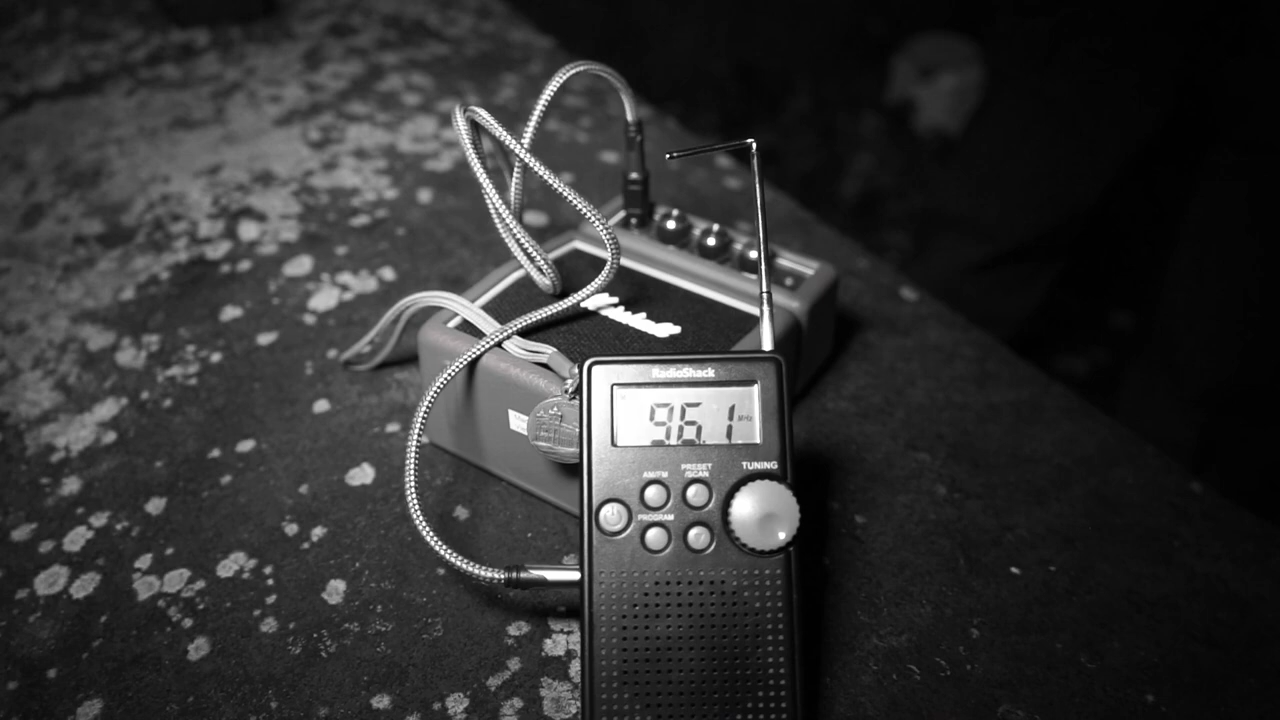 RadioShack
96.1 MHz
TUNING
AM/FM
PRESET
/SCAN
PROGRAM